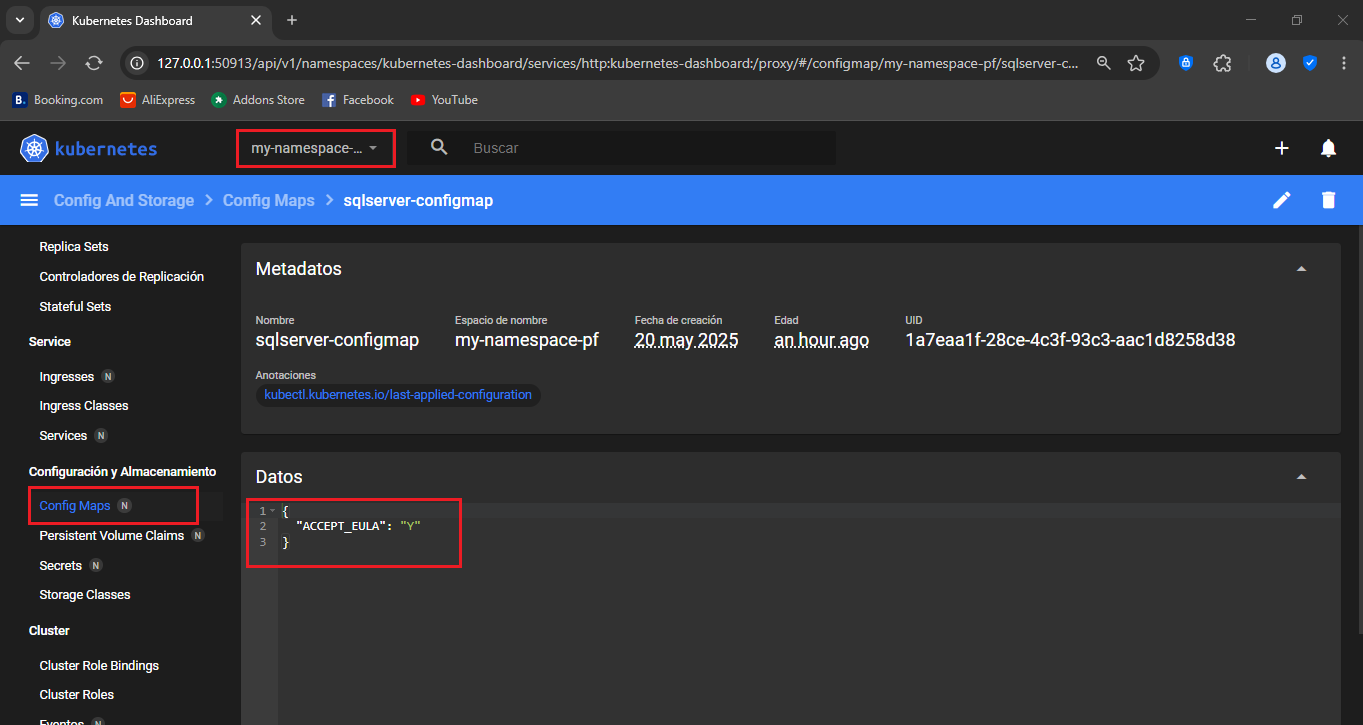 Kubernetes Dashboard
127.0.0.1:50913/api/v1/namespaces/kubernetes-dashboard/services/http:kubernetes-dashboard:/proxy/#/configmap/my-namespace-pf/sqlserver-c...
B. Booking.com AliExpress Addons Store Facebook YouTube
kubernetes my-namespace-... Buscar
Config And Storage > Config Maps > sqlserver-configmap
Replica Sets
Controladores de Replicación
Stateful Sets
Service
Ingresses N
Ingress Classes
Services N
Configuración y Almacenamiento
Config Maps N
Persistent Volume Claims N
Secrets N
Storage Classes
Cluster
Cluster Role Bindings
Cluster Roles
Eventos N
Metadatos
Nombre Espacio de nombre Fecha de creación Edad UID
sqlserver-configmap my-namespace-pf 20 may 2025 an hour ago 1a7eaa1f-28ce-4c3f-93c3-aac1d8258d38
Anotaciones
kubectl.kubernetes.io/last-applied-configuration
Datos
1 {
2 "ACCEPT_EULA": "Y"
3 }